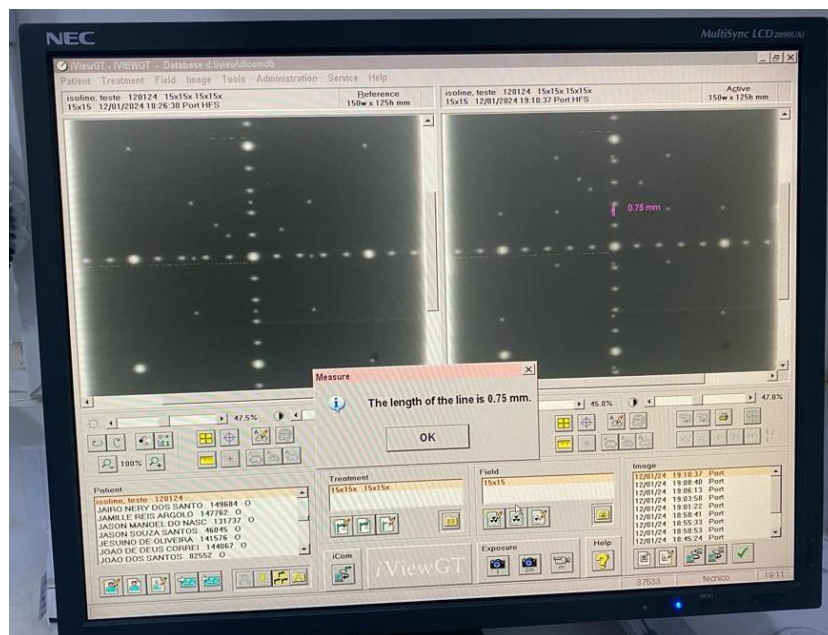 NEC
MultiSync LCD 2090UXi
iViewGT - IVIEWGT - Database d:\iview\dicomdb
Patient Treatment Field Image Tools Administration Service Help
isoline, teste 120124 15x15x 15x15x
15x15 12/01/2024 18:26:30 Port HFS
Reference
150w x 125h mm
isoline, teste 120124 15x15x 15x15x
15x15 12/01/2024 19:10:37 Port HFS
Active
150w x 125h mm
0.75 mm
Measure
The length of the line is 0.75 mm.
OK
47.5%
45.0%
47.0%
100%
Patient
isoline, teste 120124
JAIRO NERY DOS SANTO 149684 O
JAMILLE REIS ARGOLO 147762 O
JASON MANOEL DO NASC 131737 O
JASON SOUZA SANTOS 46045 O
JESUINO DE OLIVEIRA 141576 O
JOAO DE DEUS CORREI 144867 O
JOAO DOS SANTOS 82552 O
Treatment
15x15x 15x15x
Field
15x15
Image
12/01/24 19:10:37 Port
12/01/24 19:08:40 Port
12/01/24 19:06:13 Port
12/01/24 19:03:58 Port
12/01/24 19:01:22 Port
12/01/24 18:58:41 Port
12/01/24 18:55:33 Port
12/01/24 18:50:53 Port
12/01/24 18:45:24 Port
iCom
iViewGT
Exposure
Help
37533
tecnico
19:11